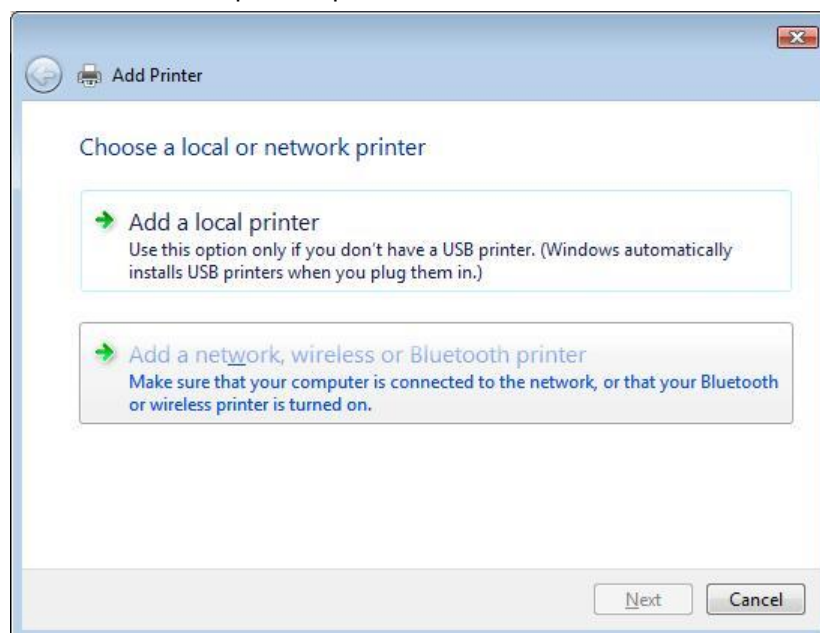 Add Printer
Choose a local or network printer
Add a local printer
Use this option only if you don't have a USB printer. (Windows automatically
installs USB printers when you plug them in.)
Add a network, wireless or Bluetooth printer
Make sure that your computer is connected to the network, or that your Bluetooth
or wireless printer is turned on.
Next Cancel